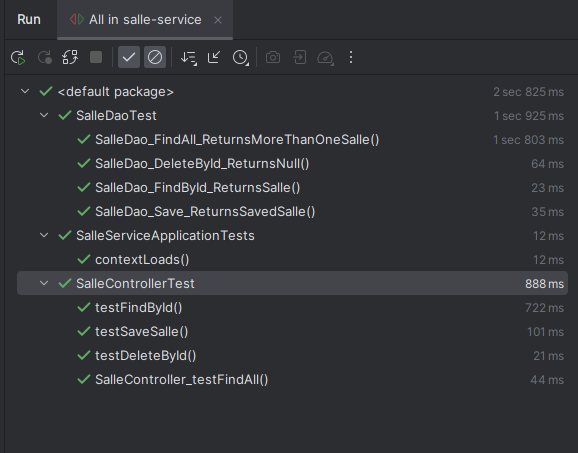 Run All in salle-service
<default package> 2 sec 825 ms
SalleDaoTest 1 sec 925 ms
SalleDao_FindAll_ReturnsMoreThanOneSalle() 1 sec 803 ms
SalleDao_DeleteById_ReturnsNull() 64 ms
SalleDao_FindById_ReturnsSalle() 23 ms
SalleDao_Save_ReturnsSavedSalle() 35 ms
SalleServiceApplicationTests 12 ms
contextLoads() 12 ms
SalleControllerTest 888 ms
testFindById() 722 ms
testSaveSalle() 101 ms
testDeleteById() 21 ms
SalleController_testFindAll() 44 ms